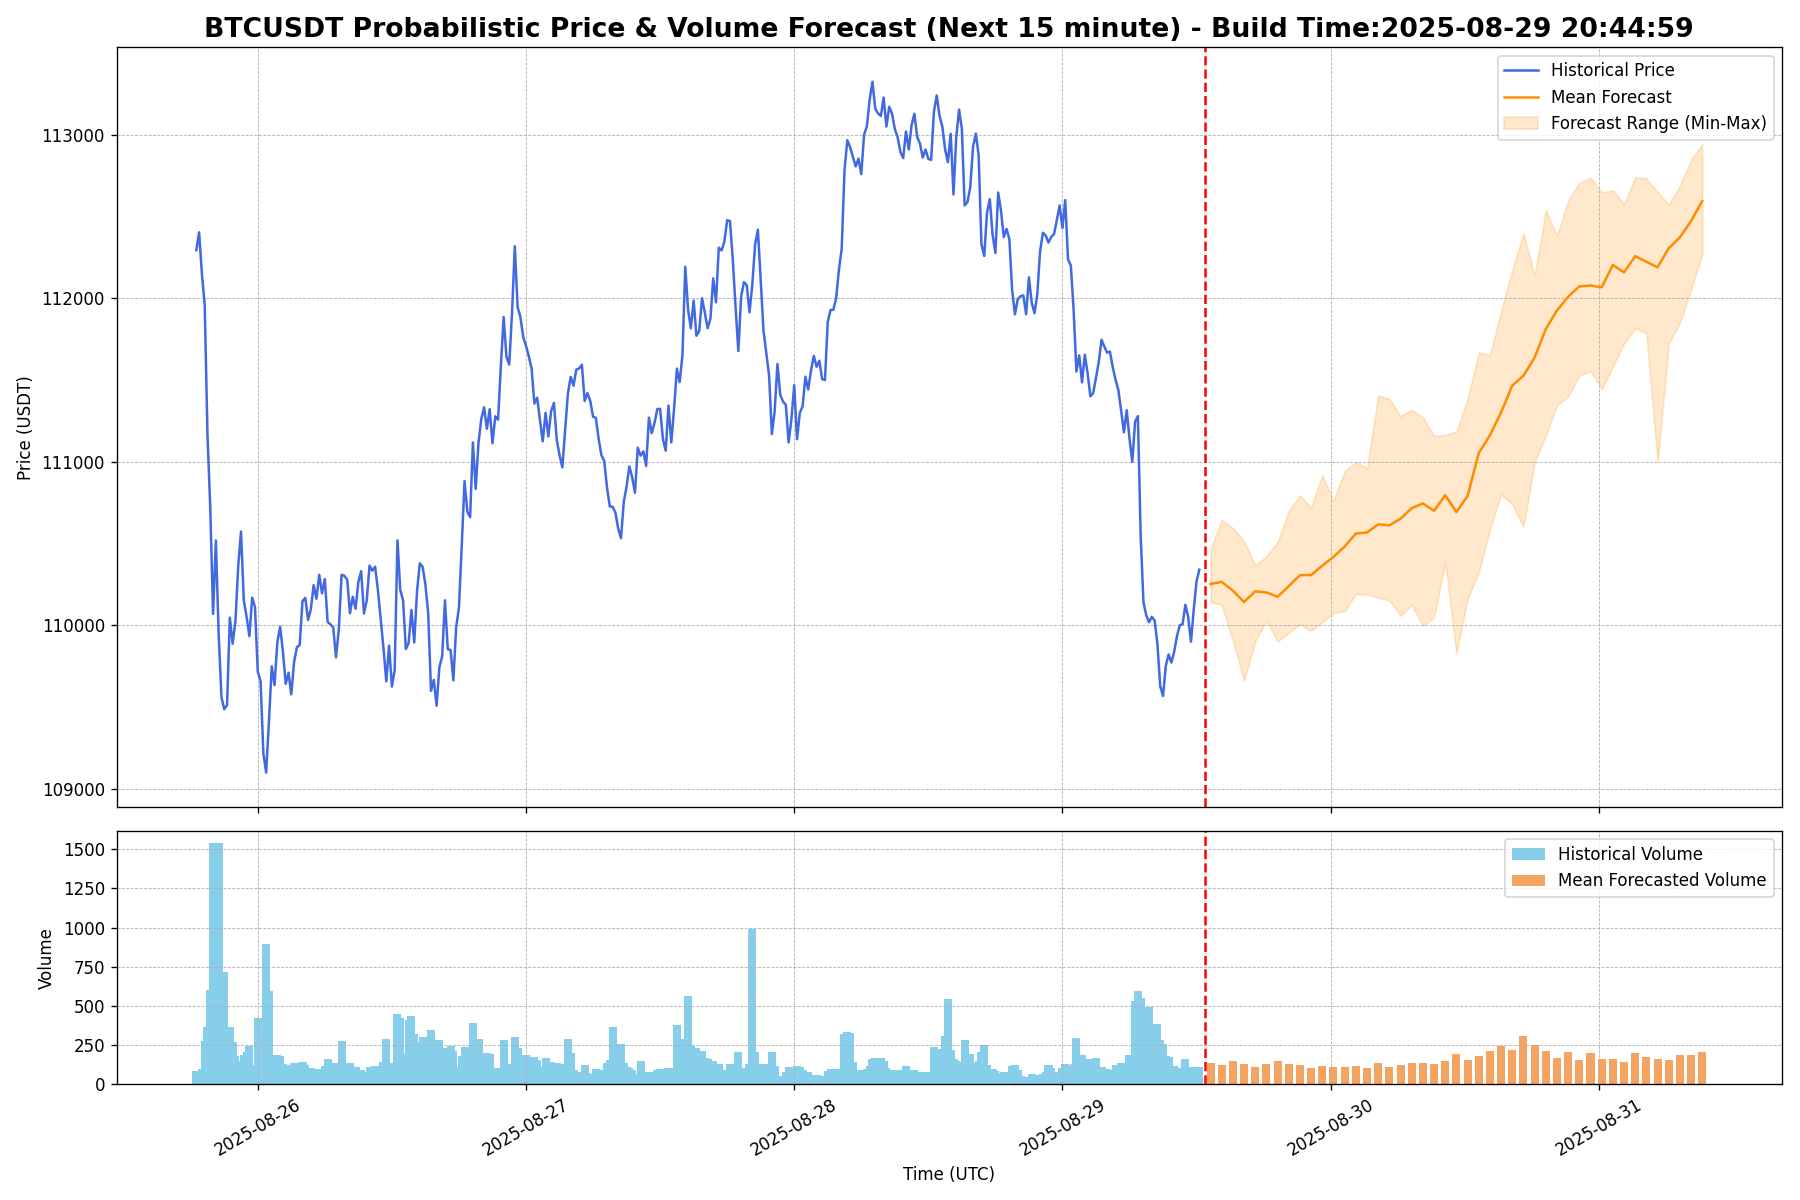 BTCUSDT Probabilistic Price & Volume Forecast (Next 15 minute) - Build Time:2025-08-29 20:44:59
Historical Price
Mean Forecast
Forecast Range (Min-Max)
Price (USDT)
113000
112000
111000
110000
109000
Historical Volume
Mean Forecasted Volume
Volume
1500
1250
1000
750
500
250
0
2025-08-26
2025-08-27
2025-08-28
2025-08-29
2025-08-30
2025-08-31
Time (UTC)